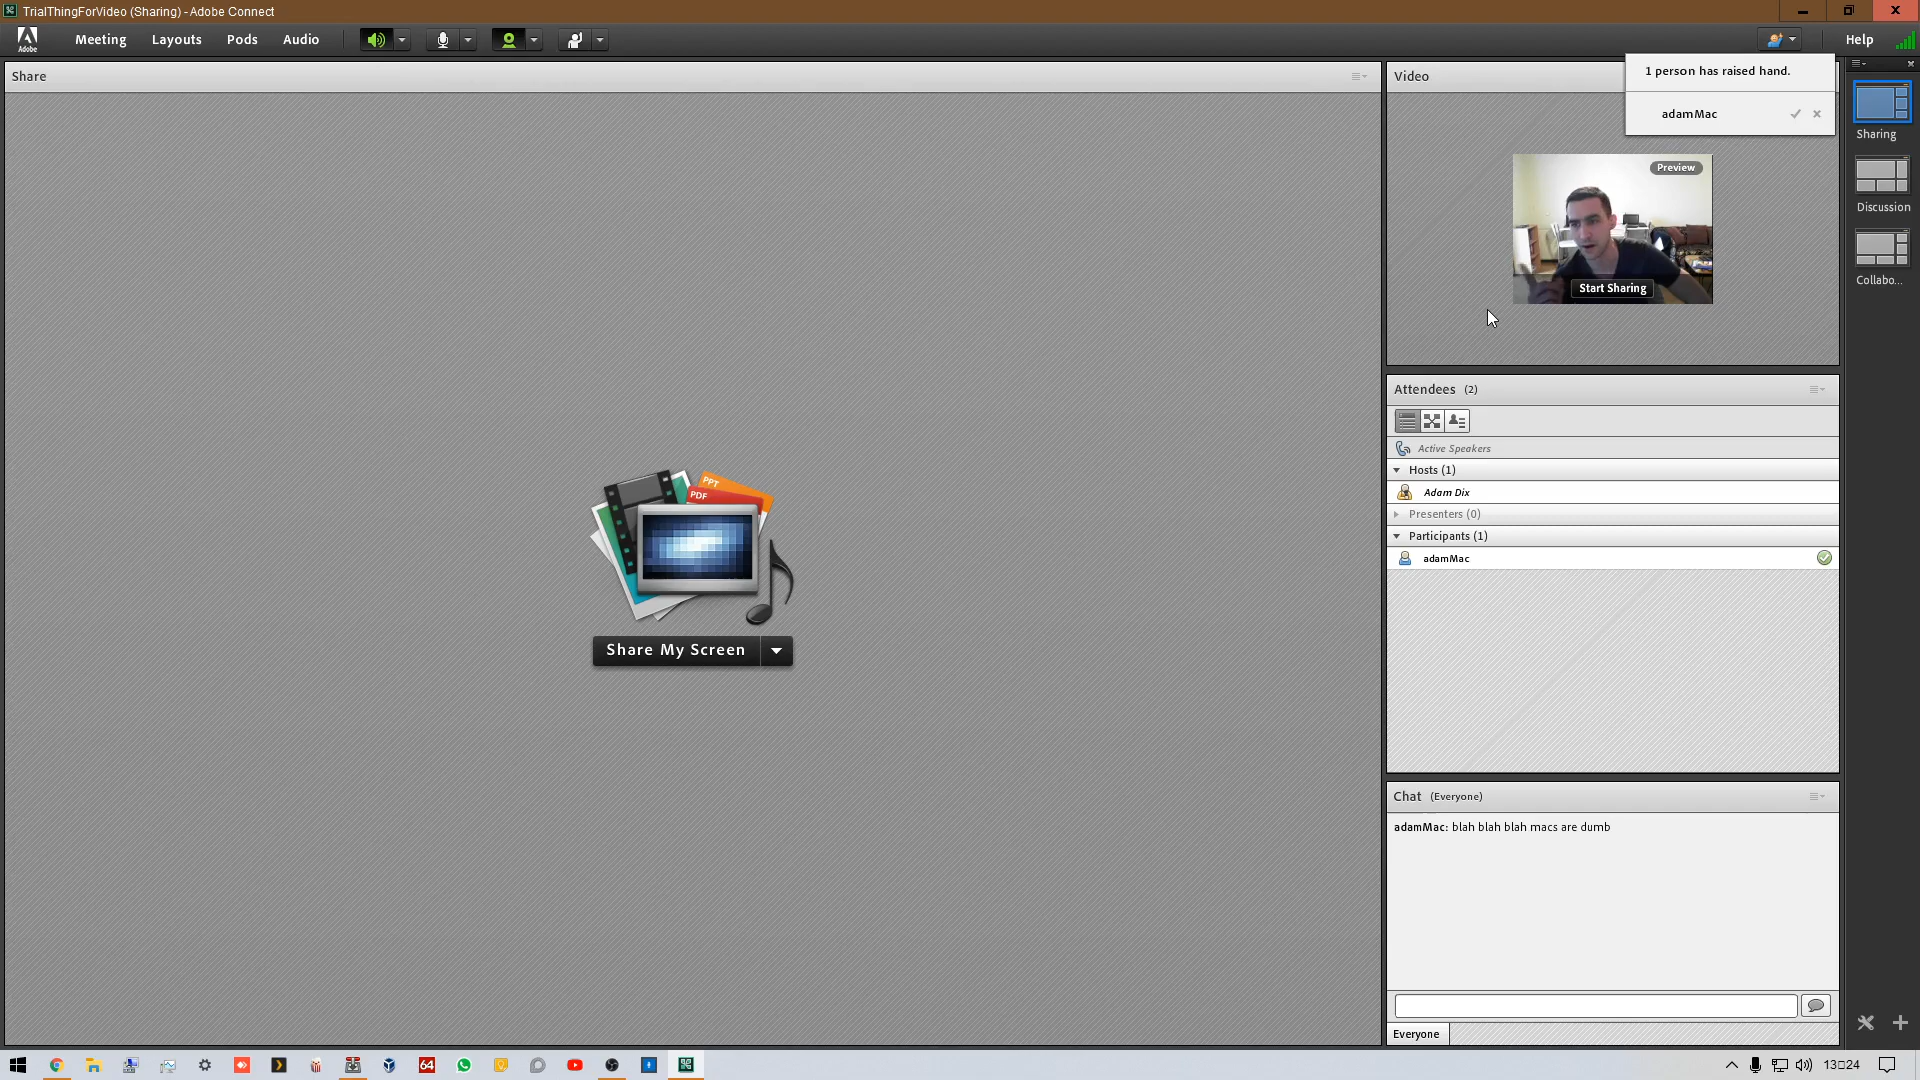 TrialThingForVideo (Sharing) - Adobe Connect
Adobe
Meeting
Layouts
Pods
Audio
Help
Share
Video
1 person has raised hand.
adamMac
Preview
Start Sharing
Sharing
Discussion
Collabo...
Attendees (2)
Active Speakers
Hosts (1)
Adam Dix
Presenters (0)
Participants (1)
adamMac
PPT
PDF
Share My Screen
Chat (Everyone)
adamMac: blah blah blah macs are dumb
Everyone
64
13□24